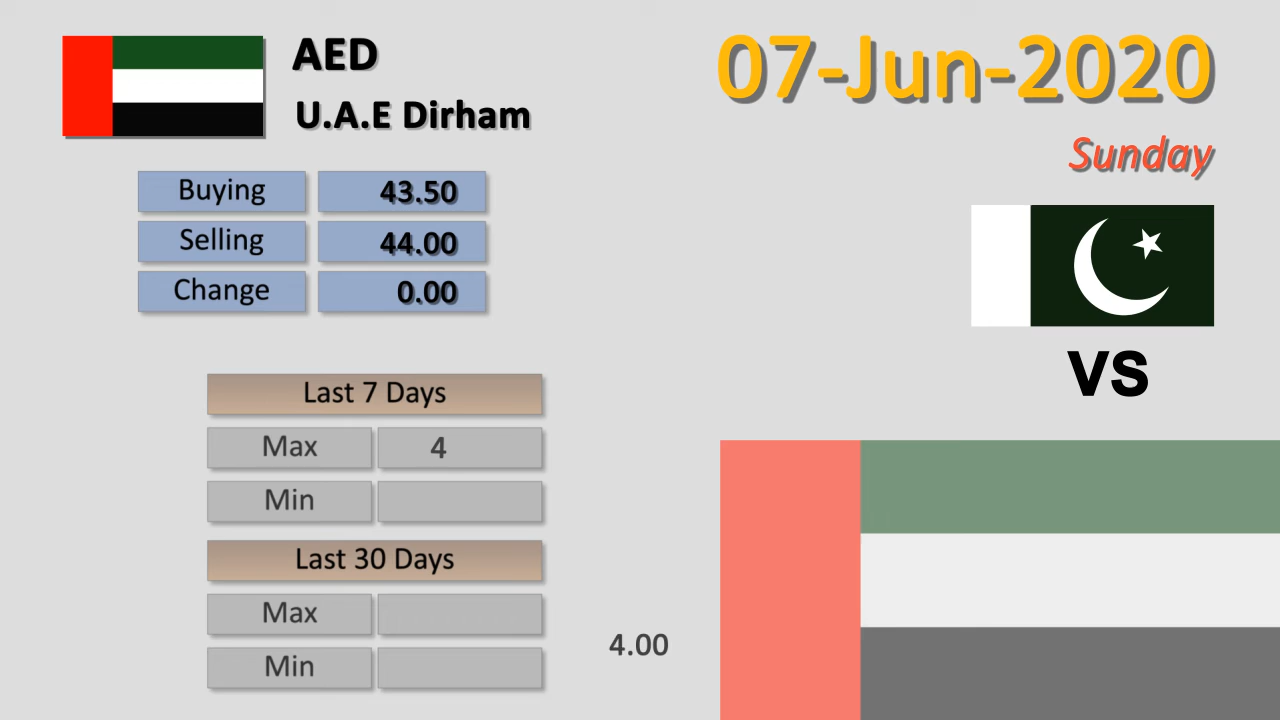 AED
U.A.E Dirham
07-Jun-2020
Sunday
Buying 43.50
Selling 44.00
Change 0.00
VS
Last 7 Days
Max 4
Min
Last 30 Days
Max
Min
4.00